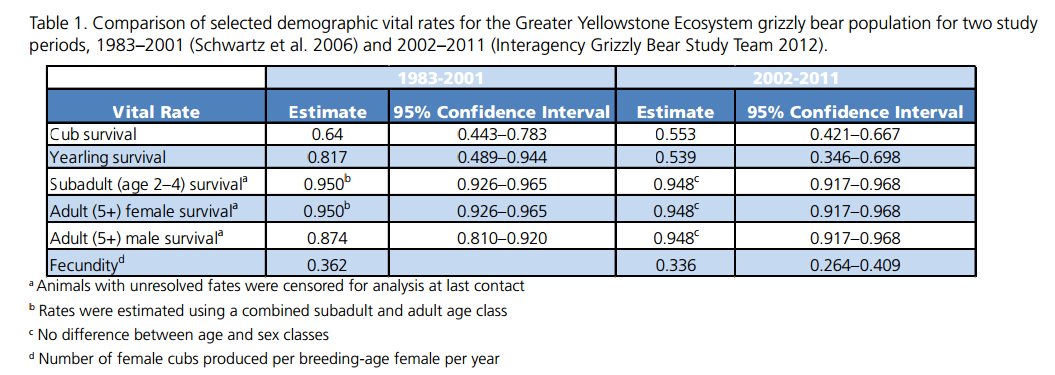 Table 1. Comparison of selected demographic vital rates for the Greater Yellowstone Ecosystem grizzly bear population for two study
periods, 1983–2001 (Schwartz et al. 2006) and 2002–2011 (Interagency Grizzly Bear Study Team 2012).
1983-2001 2002-2011
Vital Rate Estimate 95% Confidence Interval Estimate 95% Confidence Interval
Cub survival 0.64 0.443–0.783 0.553 0.421–0.667
Yearling survival 0.817 0.489–0.944 0.539 0.346–0.698
Subadult (age 2–4) survivalᵃ 0.950ᵇ 0.926–0.965 0.948ᶜ 0.917–0.968
Adult (5+) female survivalᵃ 0.950ᵇ 0.926–0.965 0.948ᶜ 0.917–0.968
Adult (5+) male survivalᵃ 0.874 0.810–0.920 0.948ᶜ 0.917–0.968
Fecundityᵈ 0.362 0.336 0.264–0.409
ᵃ Animals with unresolved fates were censored for analysis at last contact
ᵇ Rates were estimated using a combined subadult and adult age class
ᶜ No difference between age and sex classes
ᵈ Number of female cubs produced per breeding-age female per year